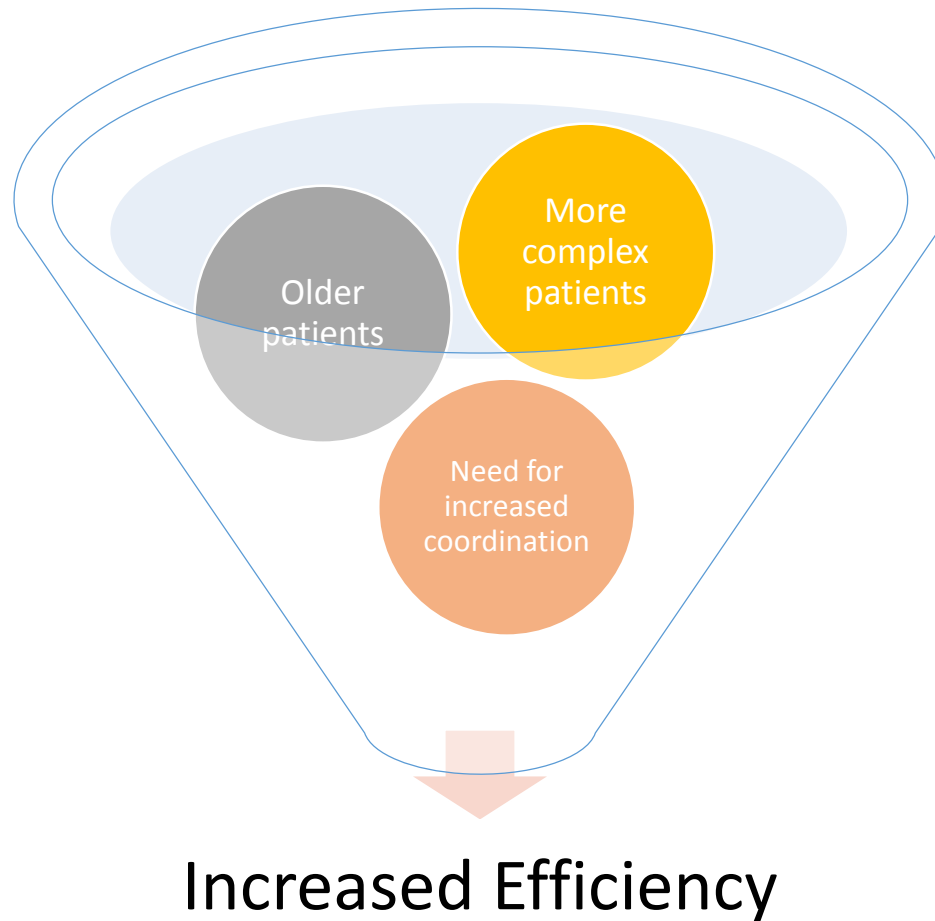 More
complex
patients
Older
patients
Need for
increased
coordination
Increased Efficiency